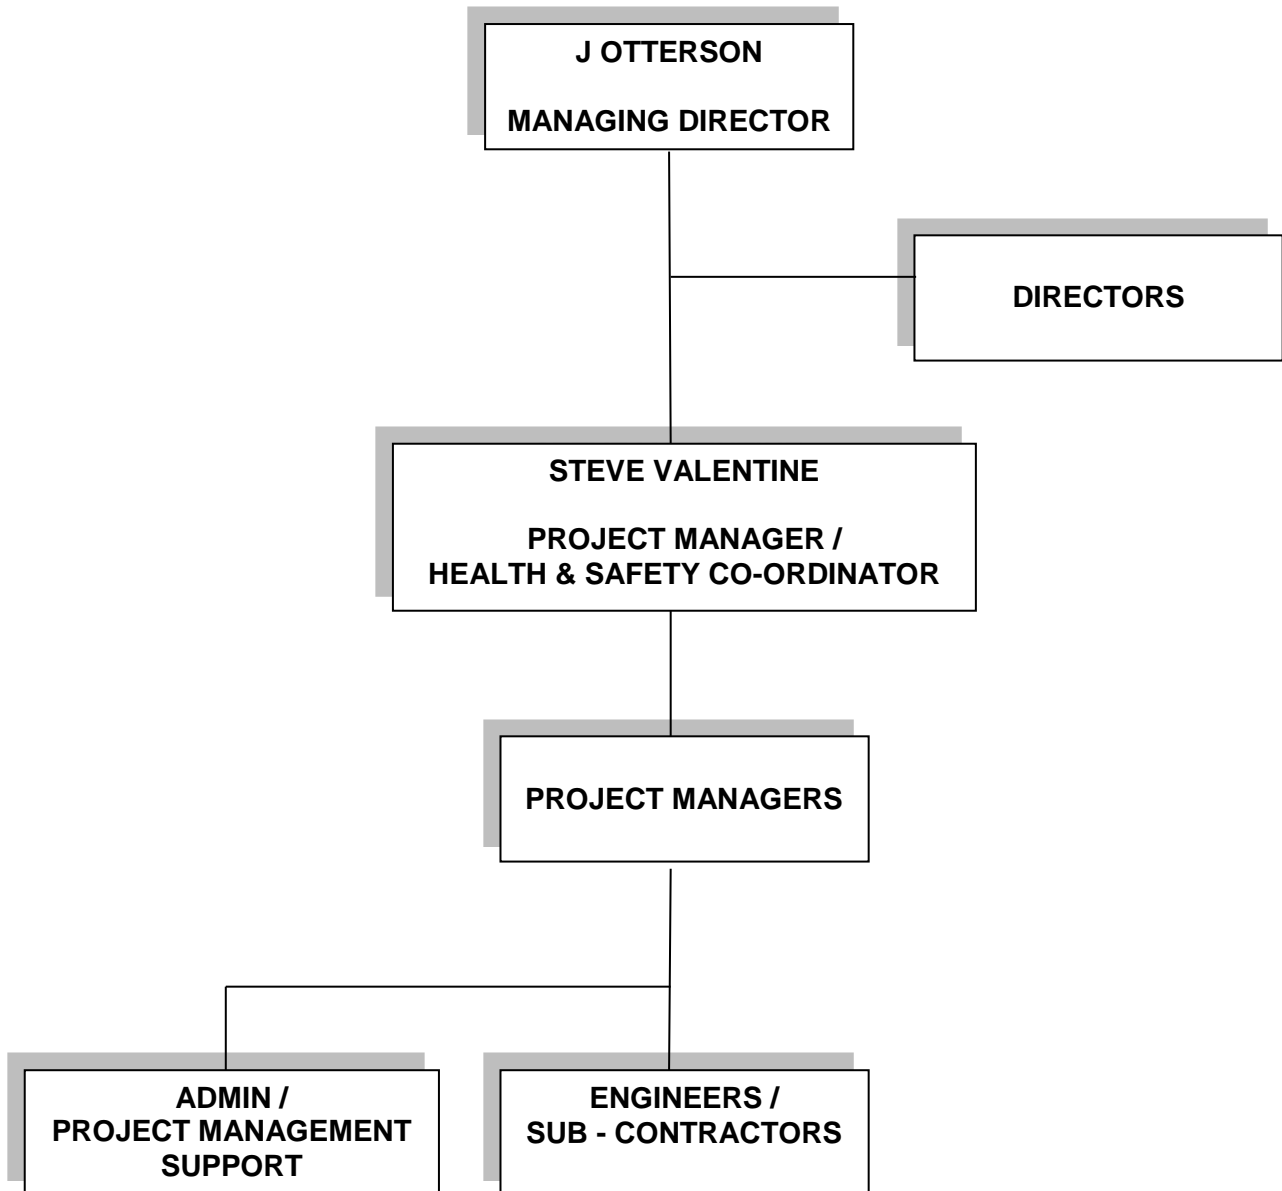 J OTTERSON
MANAGING DIRECTOR
DIRECTORS
STEVE VALENTINE
PROJECT MANAGER /
HEALTH & SAFETY CO-ORDINATOR
PROJECT MANAGERS
ADMIN /
PROJECT MANAGEMENT
SUPPORT
ENGINEERS /
SUB - CONTRACTORS